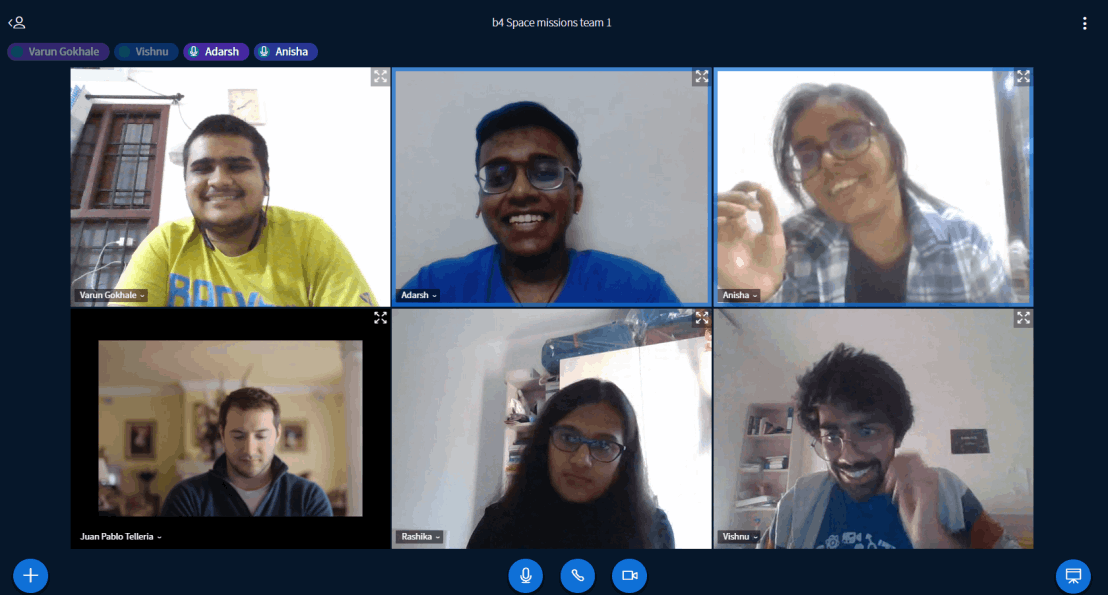 b4 Space missions team 1
Varun Gokhale Vishnu Adarsh Anisha
Varun Gokhale
Adarsh
Anisha
Juan Pablo Telleria
Rashika
Vishnu